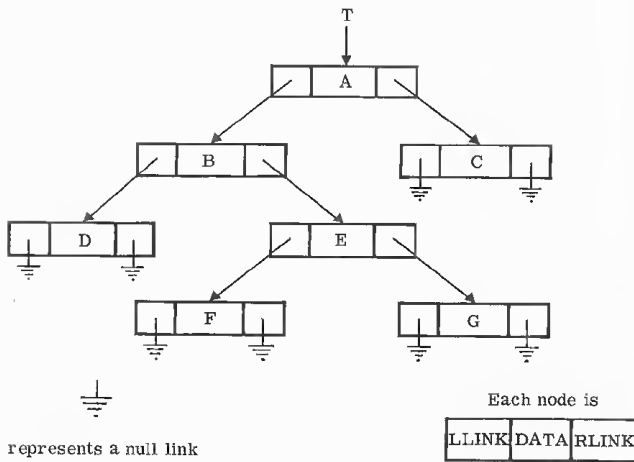 T
A
B
C
D
E
F
G
Each node is
LLINK DATA RLINK
represents a null link